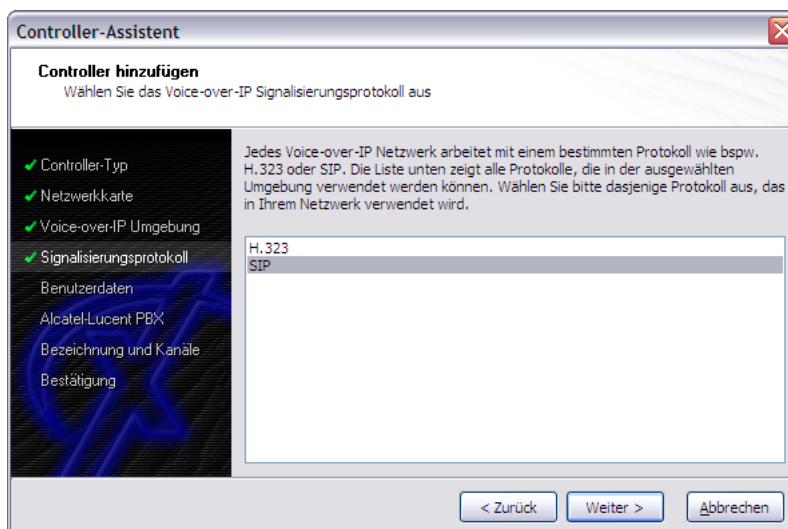 Controller-Assistent
Controller hinzufügen
Wählen Sie das Voice-over-IP Signalisierungsprotokoll aus
Controller-Typ
Netzwerkkarte
Voice-over-IP Umgebung
Signalisierungsprotokoll
Benutzerdaten
Alcatel-Lucent PBX
Bezeichnung und Kanäle
Bestätigung
Jedes Voice-over-IP Netzwerk arbeitet mit einem bestimmten Protokoll wie bspw.
H.323 oder SIP. Die Liste unten zeigt alle Protokolle, die in der ausgewählten
Umgebung verwendet werden können. Wählen Sie bitte dasjenige Protokoll aus, das
in Ihrem Netzwerk verwendet wird.
H.323
SIP
< Zurück
Weiter >
Abbrechen